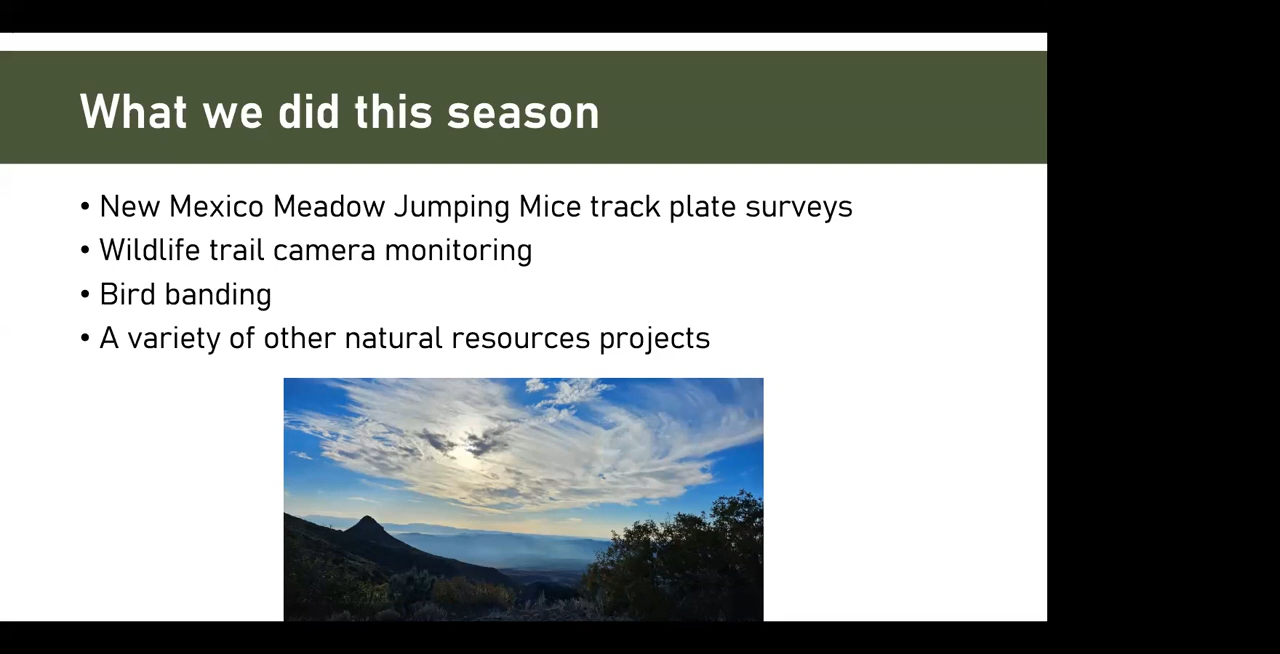 What we did this season
• New Mexico Meadow Jumping Mice track plate surveys
• Wildlife trail camera monitoring
• Bird banding
• A variety of other natural resources projects